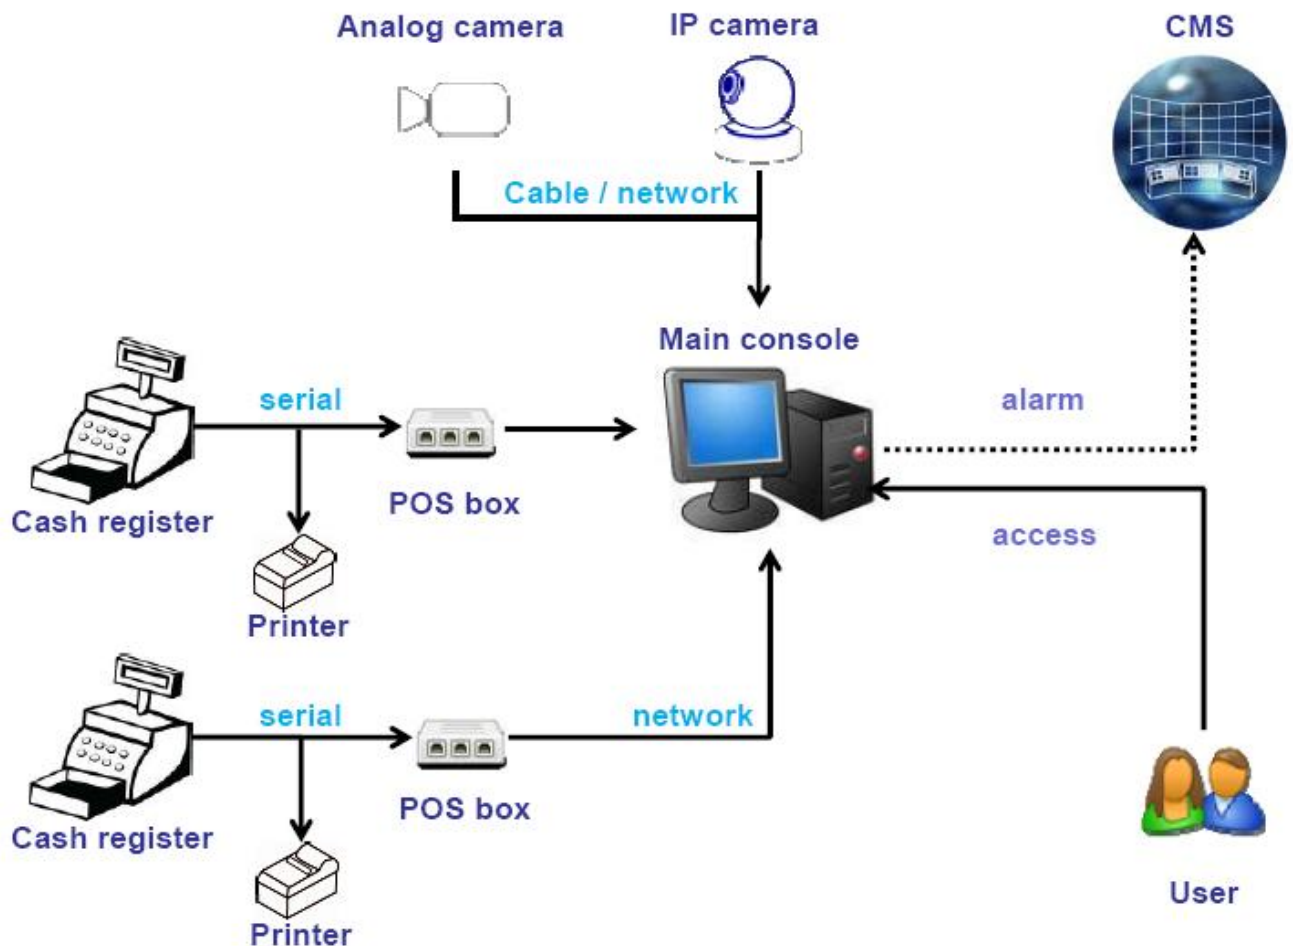 Analog camera
IP camera
CMS
Cable / network
Main console
serial
alarm
POS box
Cash register
access
Printer
serial
network
POS box
Cash register
User
Printer